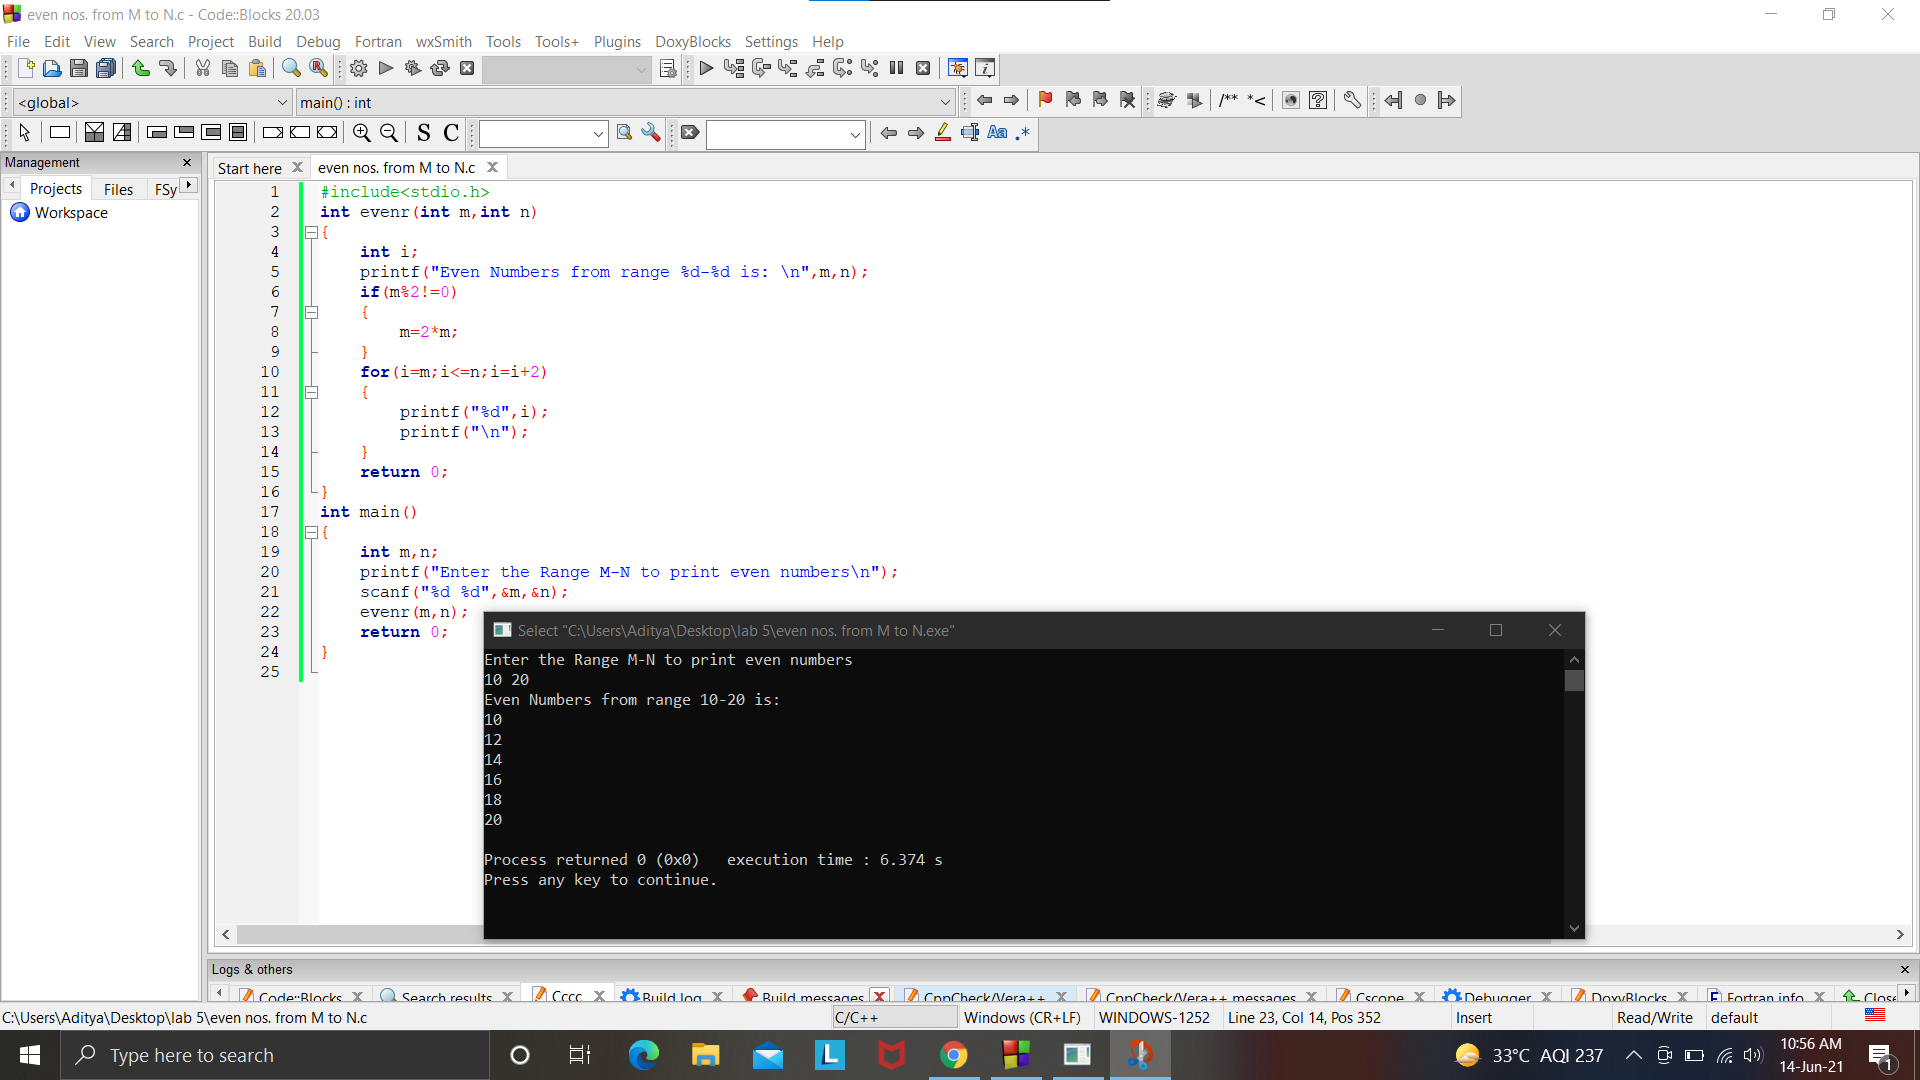 even nos. from M to N.c - Code::Blocks 20.03
File Edit View Search Project Build Debug Fortran wxSmith Tools Tools+ Plugins DoxyBlocks Settings Help
<global> main() : int
/** *<
S C Aa .*
Management
Start here even nos. from M to N.c
Projects Files FSy
Workspace
1 #include<stdio.h>
2 int evenr(int m,int n)
3 {
4 int i;
5 printf("Even Numbers from range %d-%d is: \n",m,n);
6 if(m%2!=0)
7 {
8 m=2*m;
9 }
10 for(i=m;i<=n;i=i+2)
11 {
12 printf("%d",i);
13 printf("\n");
14 }
15 return 0;
16 }
17 int main()
18 {
19 int m,n;
20 printf("Enter the Range M-N to print even numbers\n");
21 scanf("%d %d",&m,&n);
22 evenr(m,n);
23 return 0;
24 }
25
Select "C:\Users\Aditya\Desktop\lab 5\even nos. from M to N.exe"
Enter the Range M-N to print even numbers
10 20
Even Numbers from range 10-20 is:
10
12
14
16
18
20
Process returned 0 (0x0) execution time : 6.374 s
Press any key to continue.
Logs & others
Code::Blocks Search results Cccc Build log Build messages CppCheck/Vera++ CppCheck/Vera++ messages Cscope Debugger DoxyBlocks Fortran info Close
C:\Users\Aditya\Desktop\lab 5\even nos. from M to N.c C/C++ Windows (CR+LF) WINDOWS-1252 Line 23, Col 14, Pos 352 Insert Read/Write default
Type here to search
33°C AQI 237
10:56 AM
14-Jun-21
1